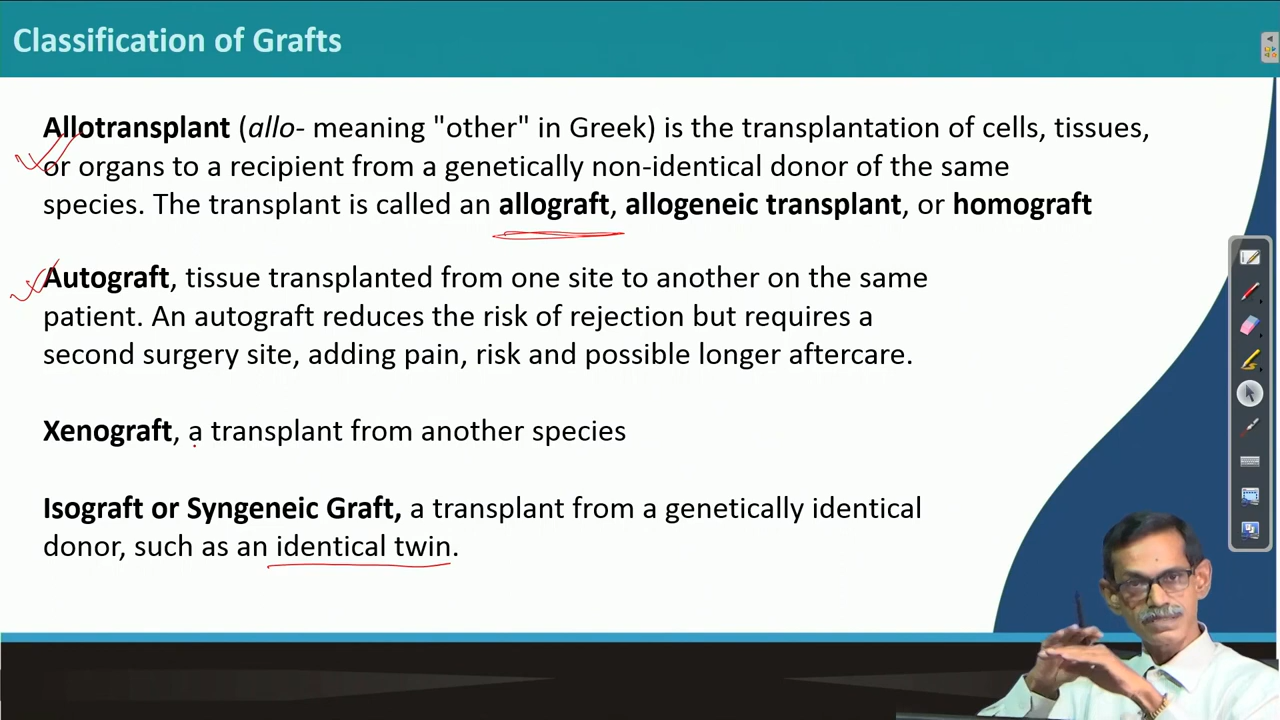 Classification of Grafts
Allotransplant (allo- meaning "other" in Greek) is the transplantation of cells, tissues,
or organs to a recipient from a genetically non-identical donor of the same
species. The transplant is called an allograft, allogeneic transplant, or homograft
Autograft, tissue transplanted from one site to another on the same
patient. An autograft reduces the risk of rejection but requires a
second surgery site, adding pain, risk and possible longer aftercare.
Xenograft, a transplant from another species
Isograft or Syngeneic Graft, a transplant from a genetically identical
donor, such as an identical twin.